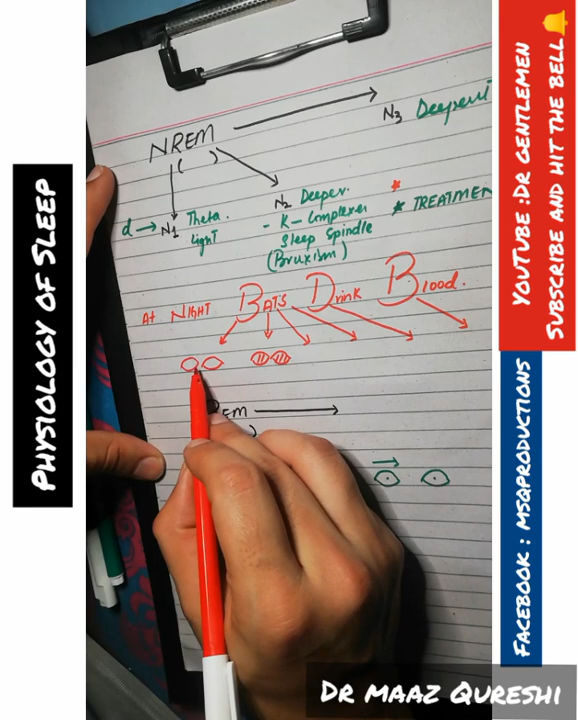 Physiology of Sleep
YouTube :Dr Gentlemen
Subscribe and hit the bell🔔
Facebook : msqproductions
Dr Maaz Qureshi
NREM
N3 Deepest
d → N1 Theta.
light
N2 Deeper.
- K-Complexes
Sleep Spindle
(Bruxism)
* TREATMEN
At NIGHT BATS Drink Blood.
EM